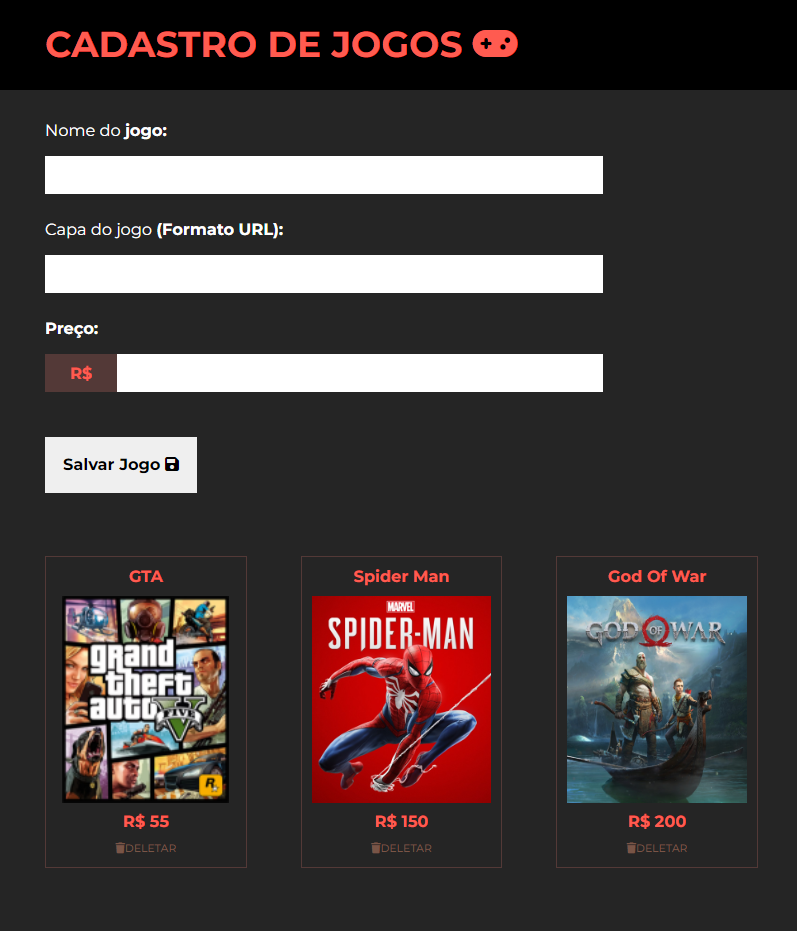 CADASTRO DE JOGOS
Nome do jogo:
Capa do jogo (Formato URL):
Preço:
R$
Salvar Jogo
GTA
Spider Man
God Of War
grand
theft
auto
V
FIVE
R
MARVEL
SPIDER-MAN
GOD OF WAR
R$ 55
R$ 150
R$ 200
DELETAR
DELETAR
DELETAR